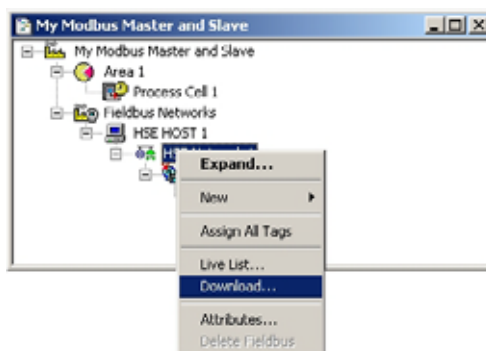 My Modbus Master and Slave
My Modbus Master and Slave
Area 1
Process Cell 1
Fieldbus Networks
HSE HOST 1
Expand...
New
Assign All Tags
Live List...
Download...
Attributes...
Delete Fieldbus